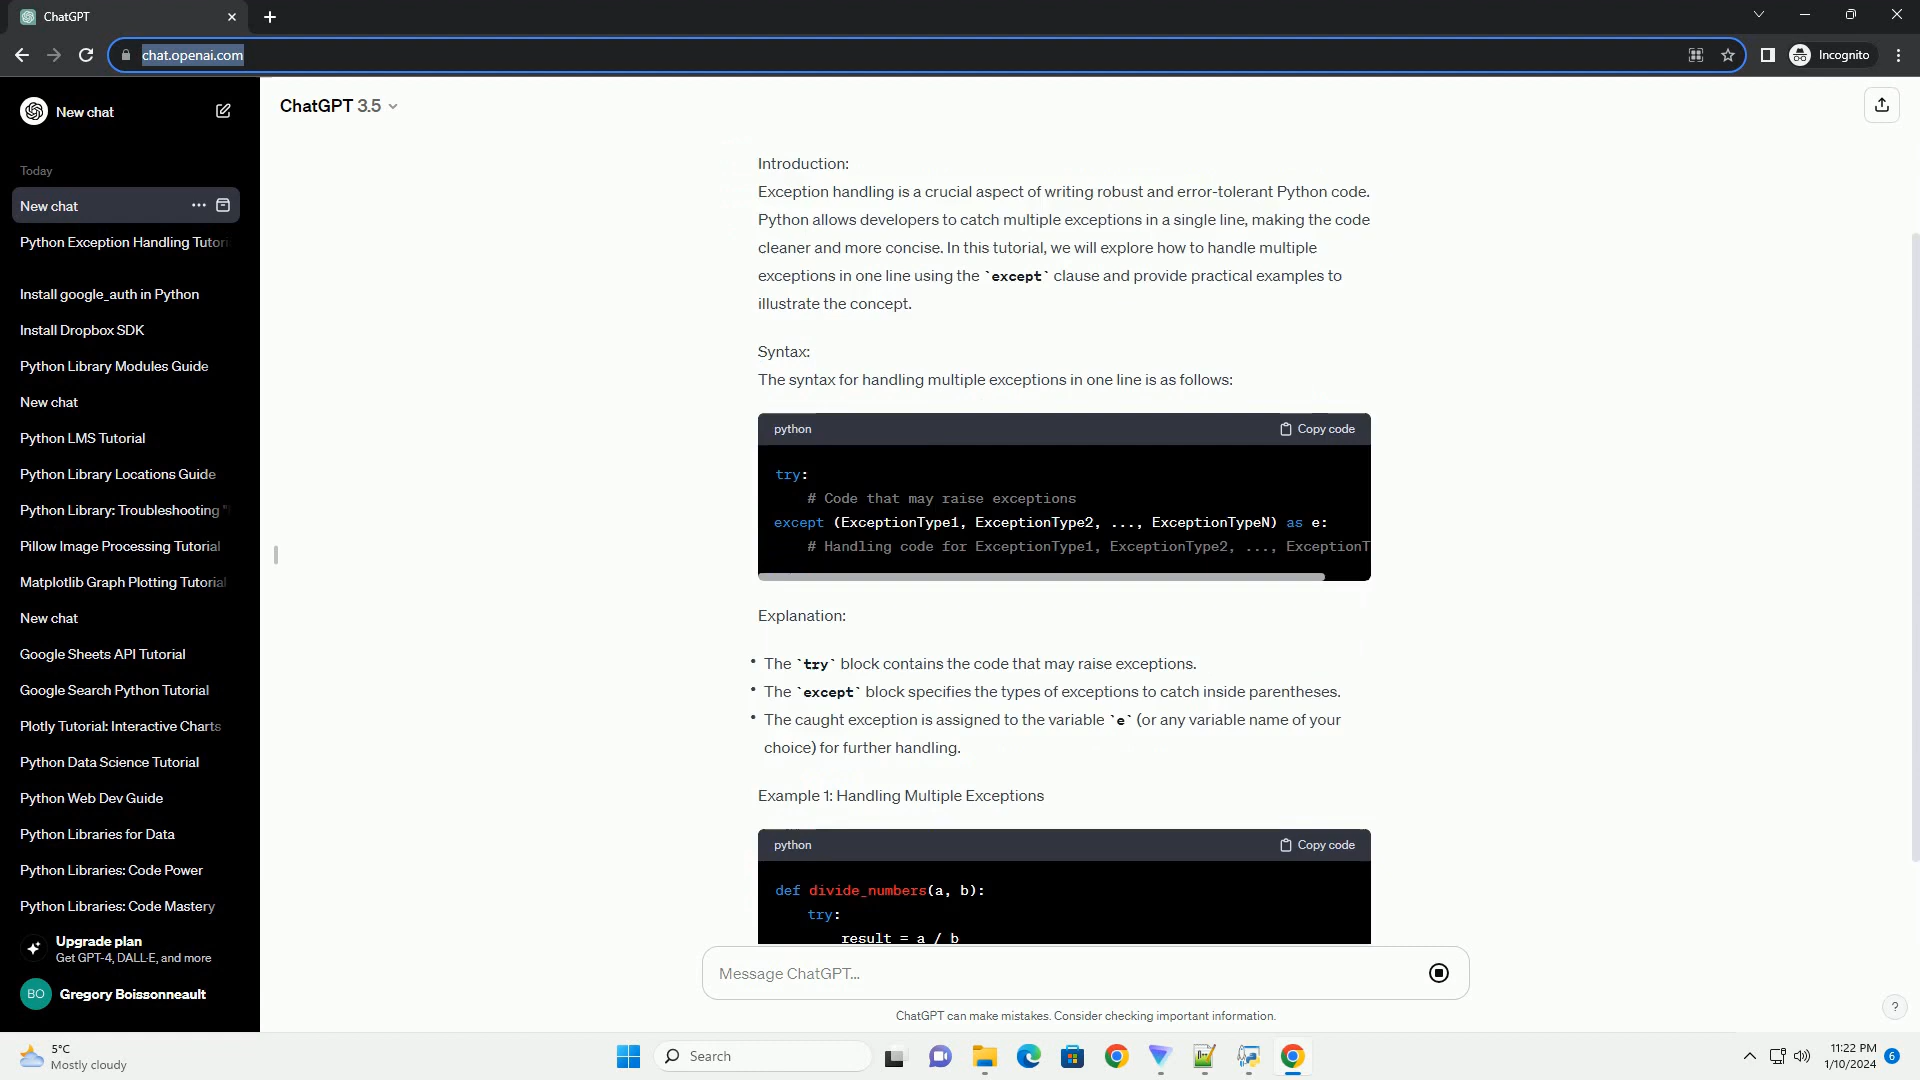 ChatGPT
chat.openai.com
Incognito
New chat
Today
New chat
Python Exception Handling Tutori
Install google_auth in Python
Install Dropbox SDK
Python Library Modules Guide
New chat
Python LMS Tutorial
Python Library Locations Guide
Python Library: Troubleshooting "
Pillow Image Processing Tutorial
Matplotlib Graph Plotting Tutorial
New chat
Google Sheets API Tutorial
Google Search Python Tutorial
Plotly Tutorial: Interactive Charts
Python Data Science Tutorial
Python Web Dev Guide
Python Libraries for Data
Python Libraries: Code Power
Python Libraries: Code Mastery
Upgrade plan
Get GPT-4, DALL·E, and more
BO Gregory Boissonneault
ChatGPT 3.5
Introduction:
Exception handling is a crucial aspect of writing robust and error-tolerant Python code.
Python allows developers to catch multiple exceptions in a single line, making the code
cleaner and more concise. In this tutorial, we will explore how to handle multiple
exceptions in one line using the `except` clause and provide practical examples to
illustrate the concept.
Syntax:
The syntax for handling multiple exceptions in one line is as follows:
python Copy code
try:
# Code that may raise exceptions
except (ExceptionType1, ExceptionType2, ..., ExceptionTypeN) as e:
# Handling code for ExceptionType1, ExceptionType2, ..., ExceptionT
Explanation:
• The `try` block contains the code that may raise exceptions.
• The `except` block specifies the types of exceptions to catch inside parentheses.
• The caught exception is assigned to the variable `e` (or any variable name of your
choice) for further handling.
Example 1: Handling Multiple Exceptions
python Copy code
def divide_numbers(a, b):
try:
result = a / b
Message ChatGPT...
ChatGPT can make mistakes. Consider checking important information.
?
5°C
Mostly cloudy
Search
11:22 PM
1/10/2024
6